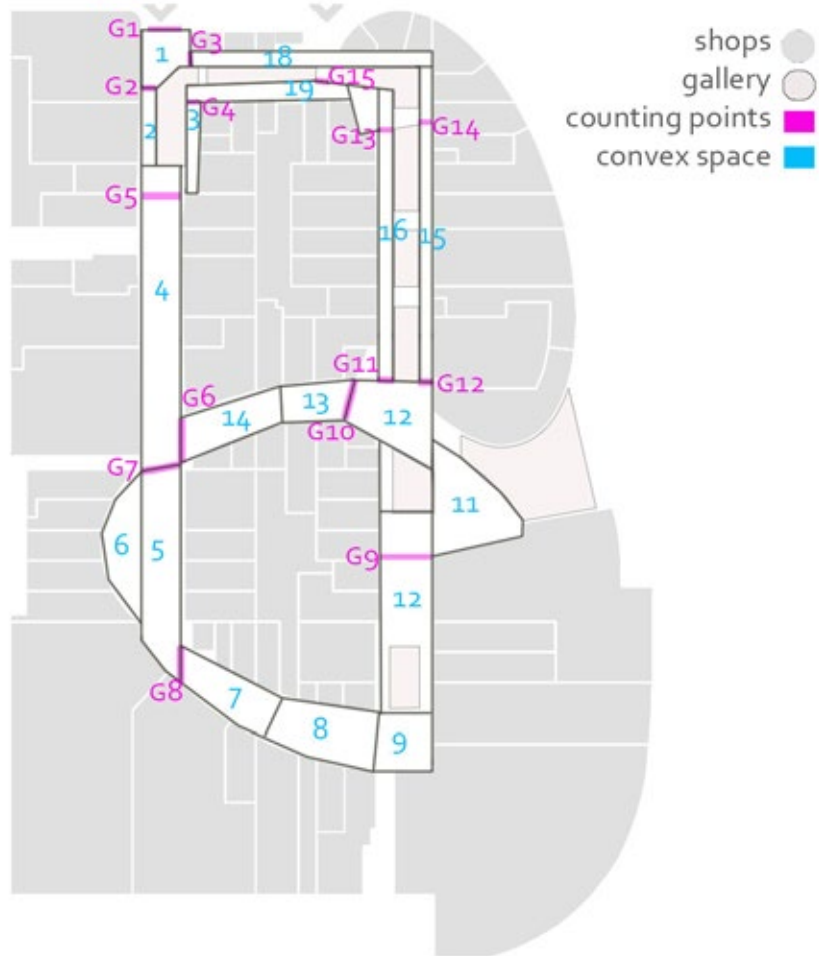 G1
G3
shops
1
18
G2
G15
gallery
19
G4
3
counting points
2
G13
G14
convex space
G5
16
15
4
G11
G12
G6
13
14
12
G10
G7
11
6
5
G9
12
G8
7
8
9